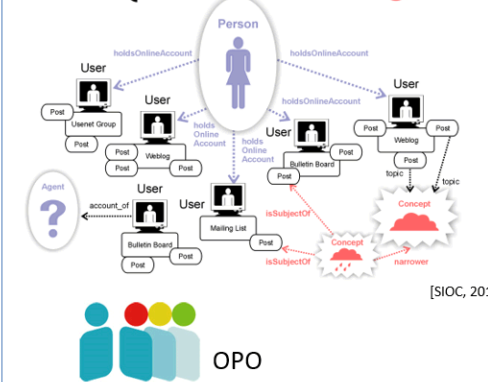 Person
holdsOnlineAccount
holdsOnlineAccount
User
User
User
Post
Usenet Group
Post
holds
Online
Account
holdsOnlineAccount
Post
Weblog
Post
Post
holds
Online
Account
User
Bulletin Board
Post
Post
Post
Weblog
Post
Post
topic
topic
Agent
?
account_of
User
Bulletin Board
Post
Post
User
Mailing List
Post
isSubjectOf
isSubjectOf
Concept
Concept
narrower
[SIOC, 201
OPO